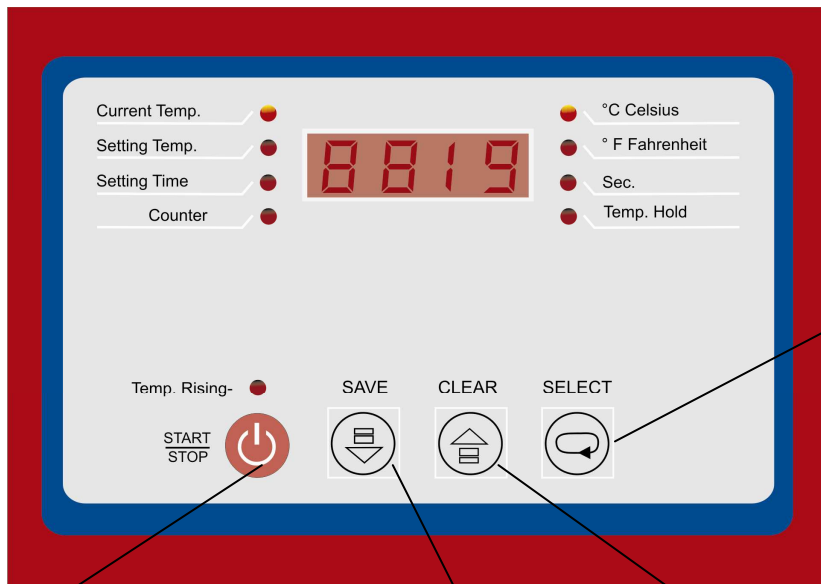 Current Temp.
Setting Temp.
Setting Time
Counter
8819
°C Celsius
° F Fahrenheit
Sec.
Temp. Hold
Temp. Rising-
SAVE
CLEAR
SELECT
START
STOP